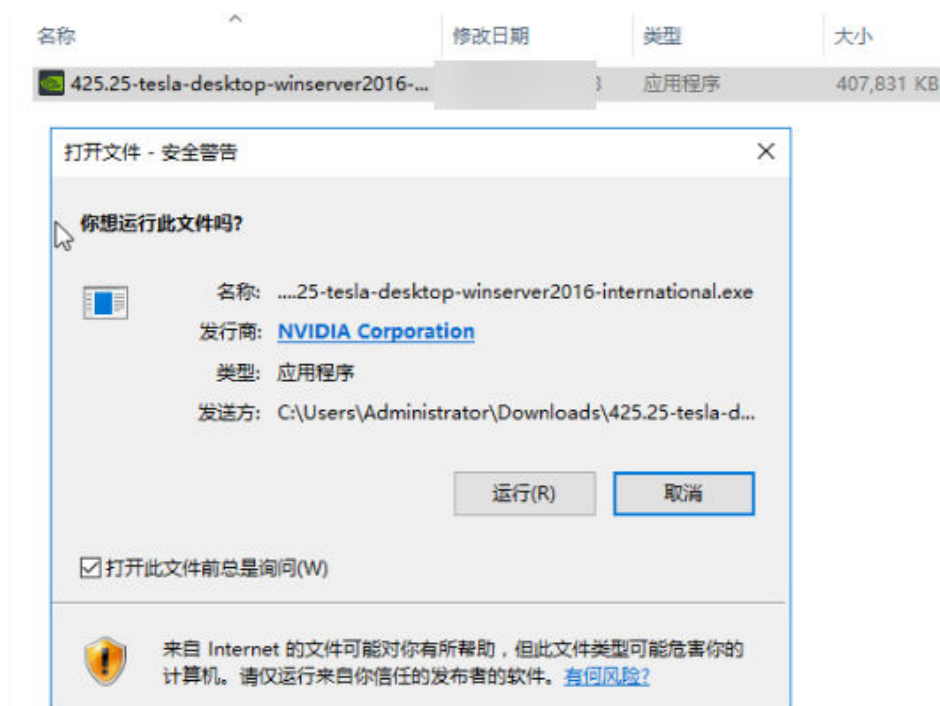 名称 修改日期 类型 大小
425.25-tesla-desktop-winserver2016-... 应用程序 407,831 KB
打开文件 - 安全警告
你想运行此文件吗?
名称: ....25-tesla-desktop-winserver2016-international.exe
发行商: NVIDIA Corporation
类型: 应用程序
发送方: C:\Users\Administrator\Downloads\425.25-tesla-d...
运行(R) 取消
打开此文件前总是询问(W)
来自 Internet 的文件可能对你有所帮助，但此文件类型可能危害你的
计算机。请仅运行来自你信任的发布者的软件。有何风险?